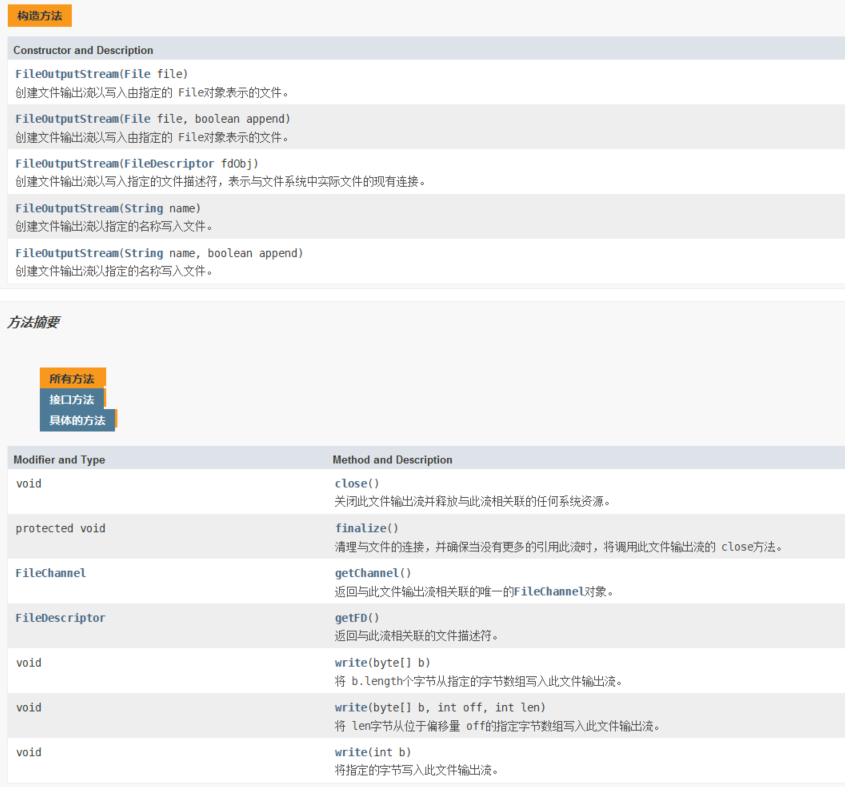 构造方法
Constructor and Description
FileOutputStream(File file)
创建文件输出流以写入由指定的 File对象表示的文件。
FileOutputStream(File file, boolean append)
创建文件输出流以写入由指定的 File对象表示的文件。
FileOutputStream(FileDescriptor fdObj)
创建文件输出流以写入指定的文件描述符，表示与文件系统中实际文件的现有连接。
FileOutputStream(String name)
创建文件输出流以指定的名称写入文件。
FileOutputStream(String name, boolean append)
创建文件输出流以指定的名称写入文件。
方法摘要
所有方法
接口方法
具体的方法
Modifier and Type Method and Description
void close()
关闭此文件输出流并释放与此流相关联的任何系统资源。
protected void finalize()
清理与文件的连接，并确保当没有更多的引用此流时，将调用此文件输出流的 close方法。
FileChannel getChannel()
返回与此文件输出流相关联的唯一的FileChannel对象。
FileDescriptor getFD()
返回与此流相关联的文件描述符。
void write(byte[] b)
将 b.length个字节从指定的字节数组写入此文件输出流。
void write(byte[] b, int off, int len)
将 len字节从位于偏移量 off的指定字节数组写入此文件输出流。
void write(int b)
将指定的字节写入此文件输出流。